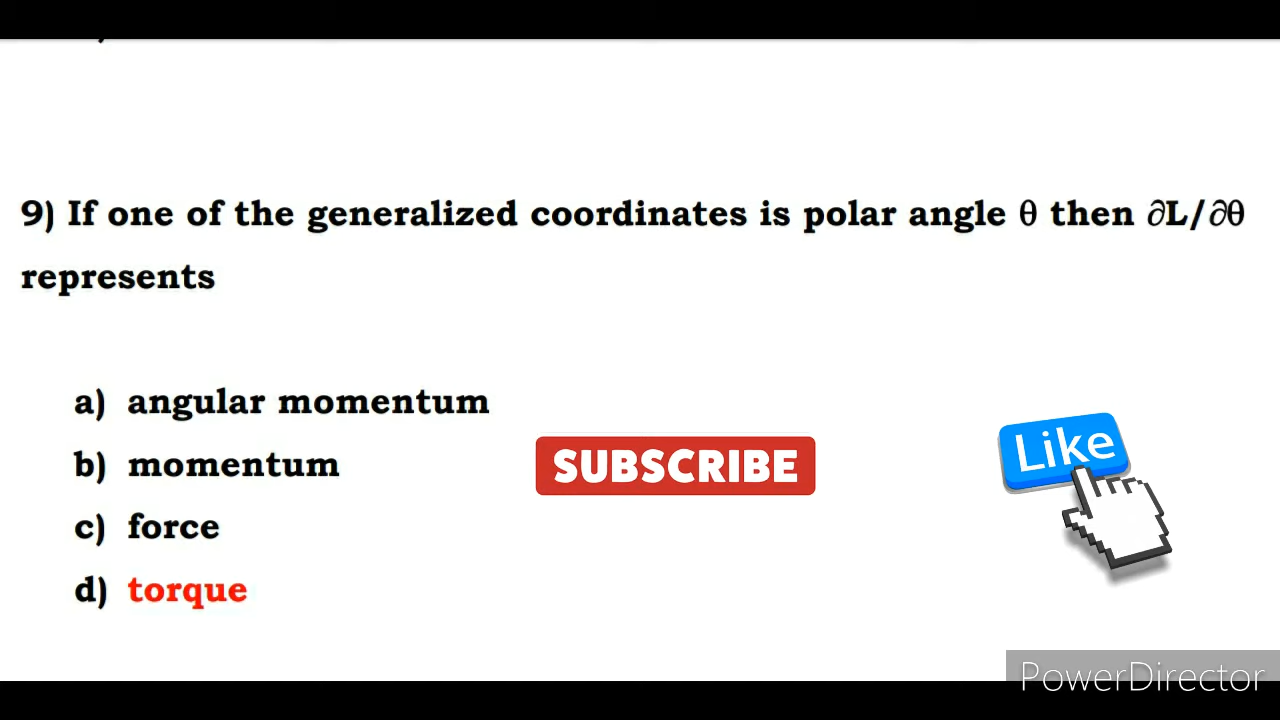 9) If one of the generalized coordinates is polar angle θ then ∂L/∂θ
represents
a) angular momentum
b) momentum
c) force
d) torque
SUBSCRIBE
Like
PowerDirector